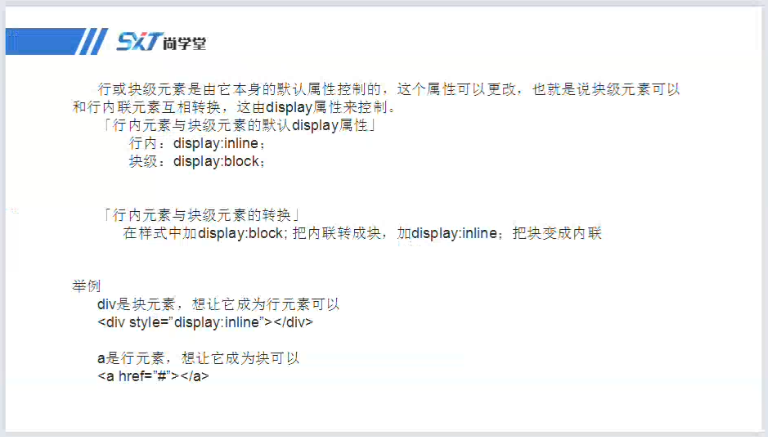 SXT尚学堂
行或块级元素是由它本身的默认属性控制的，这个属性可以更改，也就是说块级元素可以
和行内联元素互相转换，这由display属性来控制。
「行内元素与块级元素的默认display属性」
行内：display:inline；
块级：display:block；
「行内元素与块级元素的转换」
在样式中加display:block; 把内联转成块，加display:inline；把块变成内联
举例
div是块元素，想让它成为行元素可以
<div style=”display:inline”></div>
a是行元素，想让它成为块可以
<a href=”#”></a>